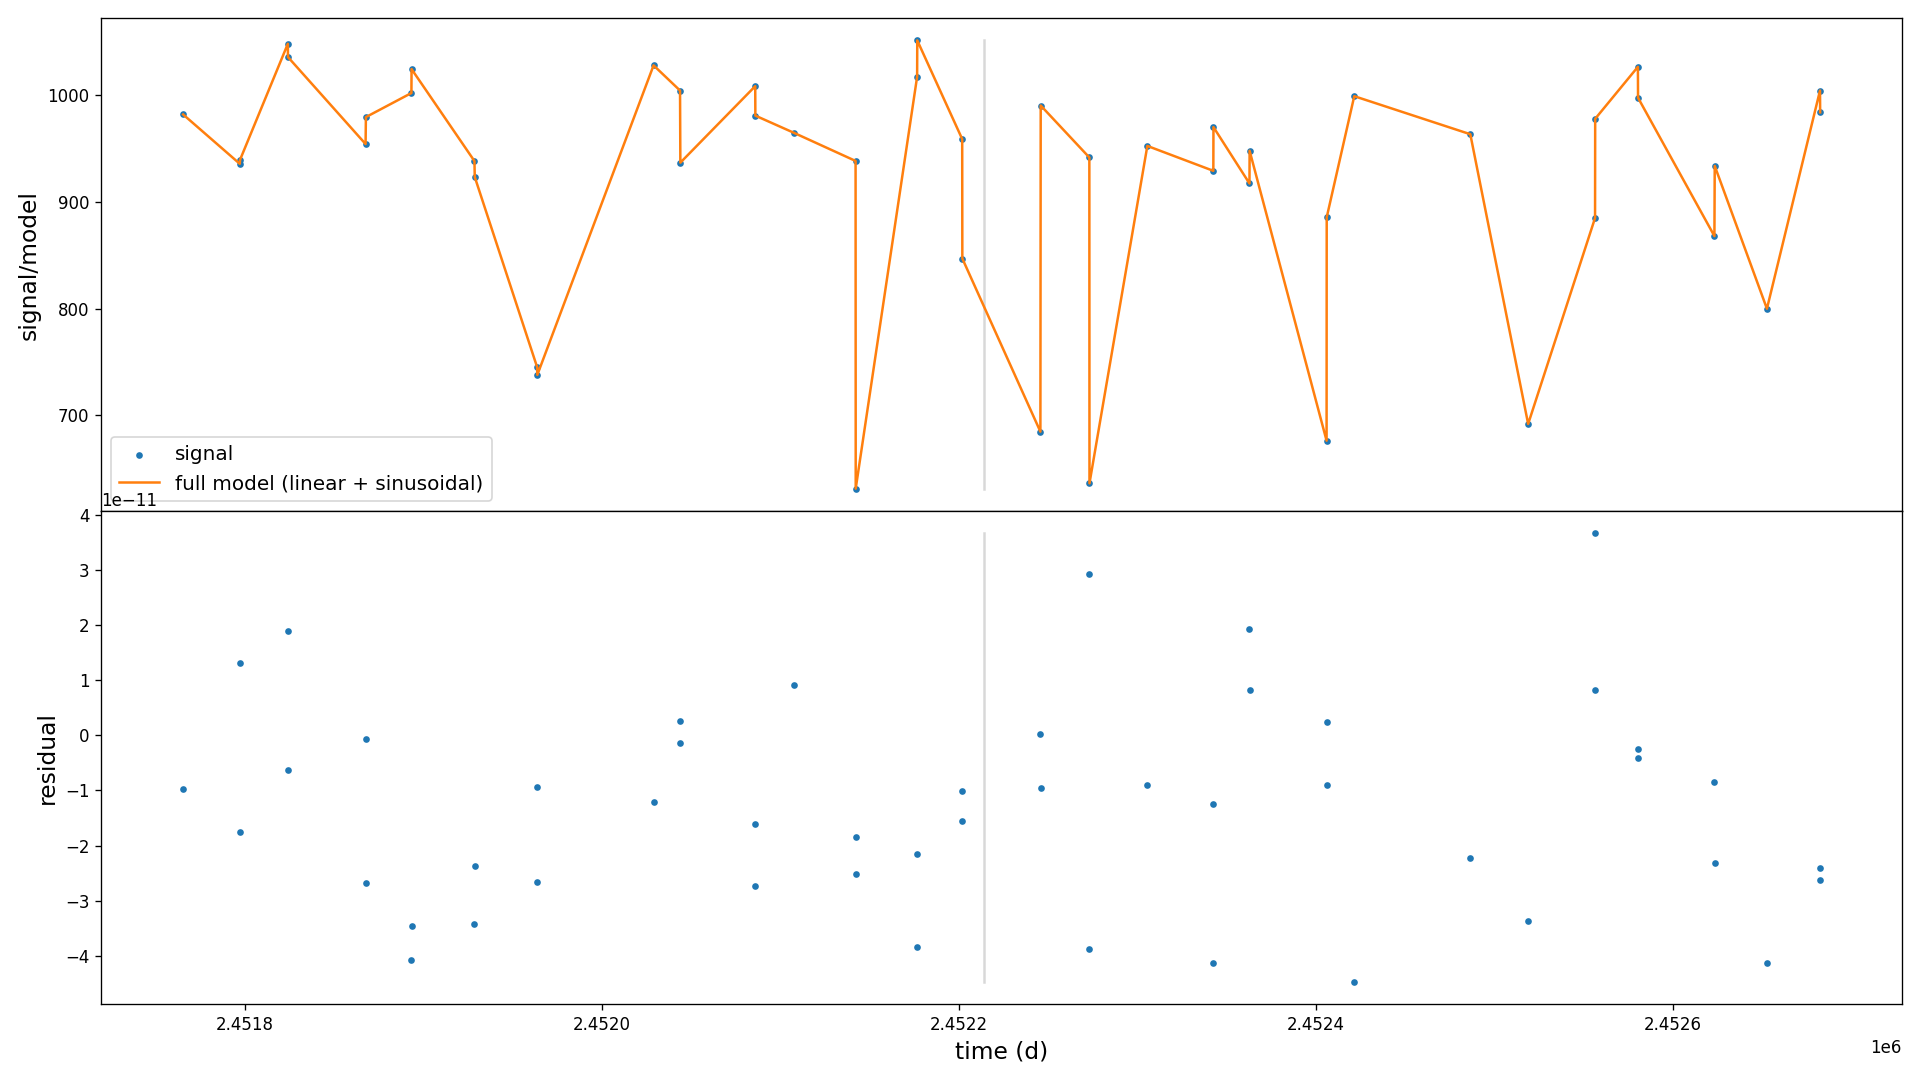 1000
900
800
700
signal/model
signal
full model (linear + sinusoidal)
1e−11
4
3
2
1
0
−1
−2
−3
−4
residual
2.4518
2.4520
2.4522
2.4524
2.4526
time (d)
1e6